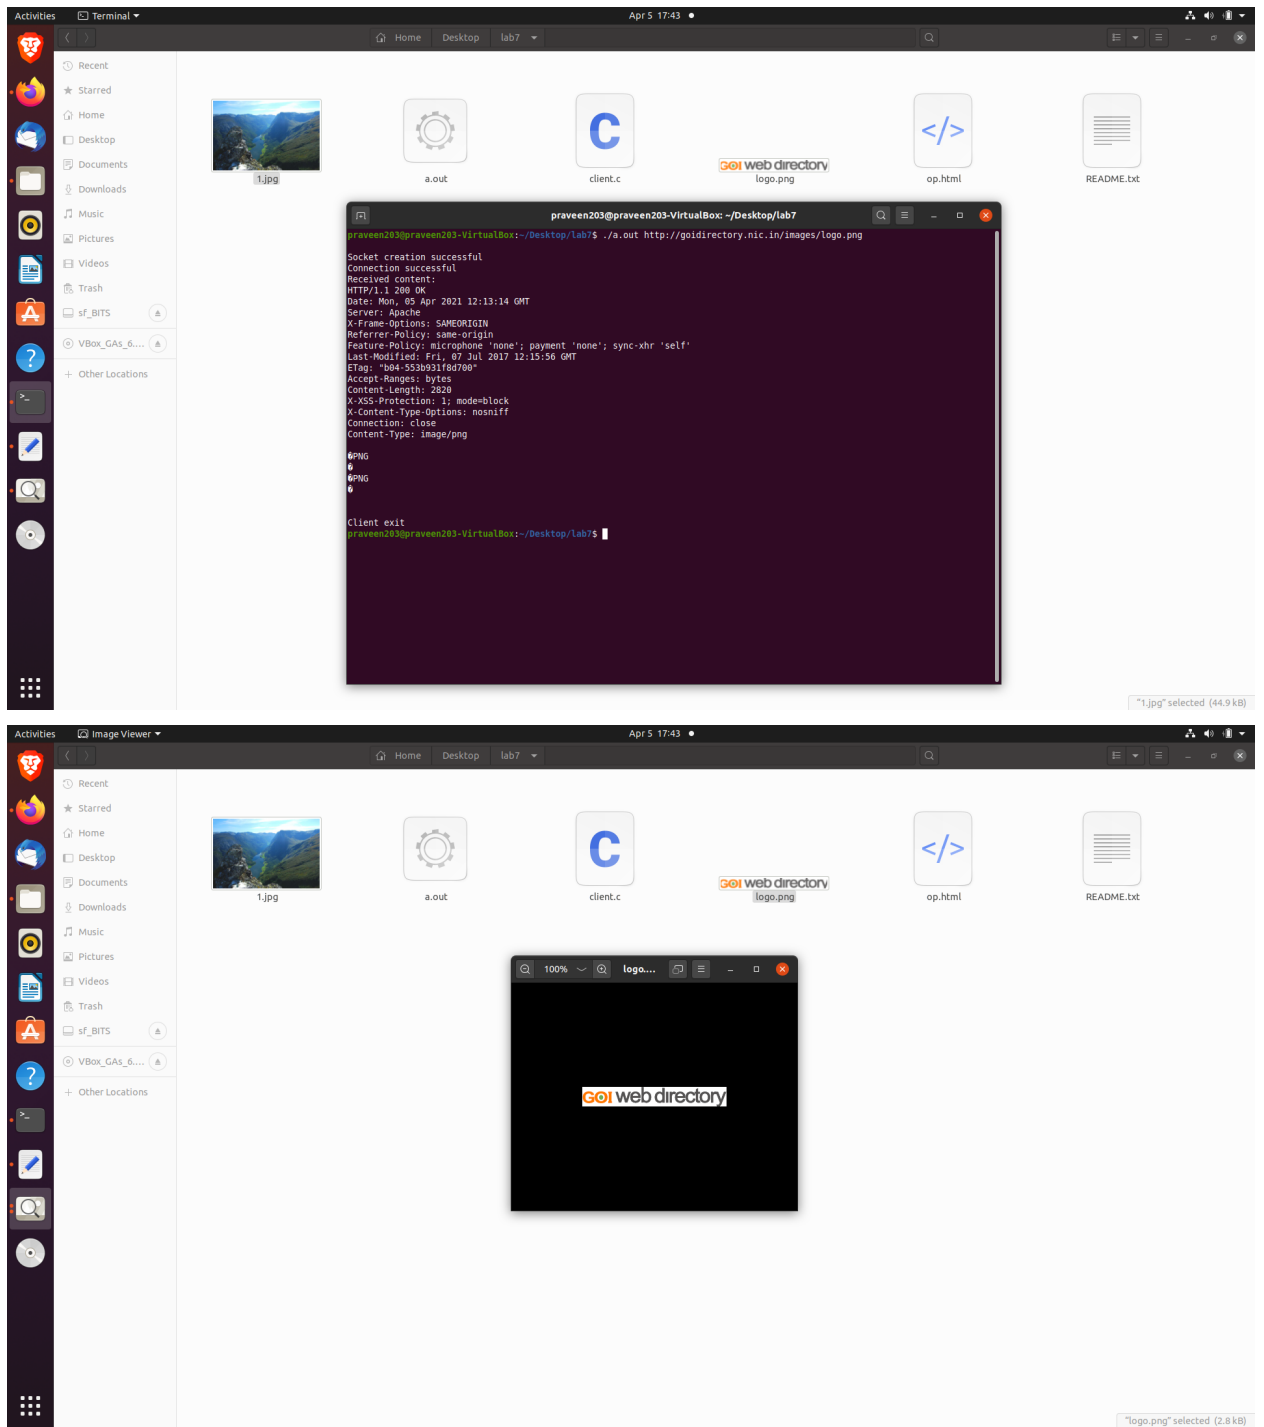 Activities
Terminal
Apr 5 17:43
Home
Desktop
lab7
Recent
Starred
Home
Desktop
Documents
Downloads
Music
Pictures
Videos
Trash
sf_BITS
VBox_GAs_6....
+ Other Locations
GOI web directory
1.jpg
a.out
C
client.c
logo.png
</>
op.html
README.txt
praveen203@praveen203-VirtualBox: ~/Desktop/lab7
praveen203@praveen203-VirtualBox:~/Desktop/lab7$ ./a.out http://goidirectory.nic.in/images/logo.png
Socket creation successful
Connection successful
Received content:
HTTP/1.1 200 OK
Date: Mon, 05 Apr 2021 12:13:14 GMT
Server: Apache
X-Frame-Options: SAMEORIGIN
Referrer-Policy: same-origin
Feature-Policy: microphone 'none'; payment 'none'; sync-xhr 'self'
Last-Modified: Fri, 07 Jul 2017 12:15:56 GMT
ETag: "b04-553b931f8d700"
Accept-Ranges: bytes
Content-Length: 2820
X-XSS-Protection: 1; mode=block
X-Content-Type-Options: nosniff
Connection: close
Content-Type: image/png
�PNG
�
�PNG
�
Client exit
praveen203@praveen203-VirtualBox:~/Desktop/lab7$
"1.jpg" selected (44.9 kB)
Activities
Image Viewer
Apr 5 17:43
Home
Desktop
lab7
Recent
Starred
Home
Desktop
Documents
Downloads
Music
Pictures
Videos
Trash
sf_BITS
VBox_GAs_6....
+ Other Locations
GOI web directory
1.jpg
a.out
C
client.c
logo.png
</>
op.html
README.txt
100%
logo....
GOI web directory
"logo.png" selected (2.8 kB)